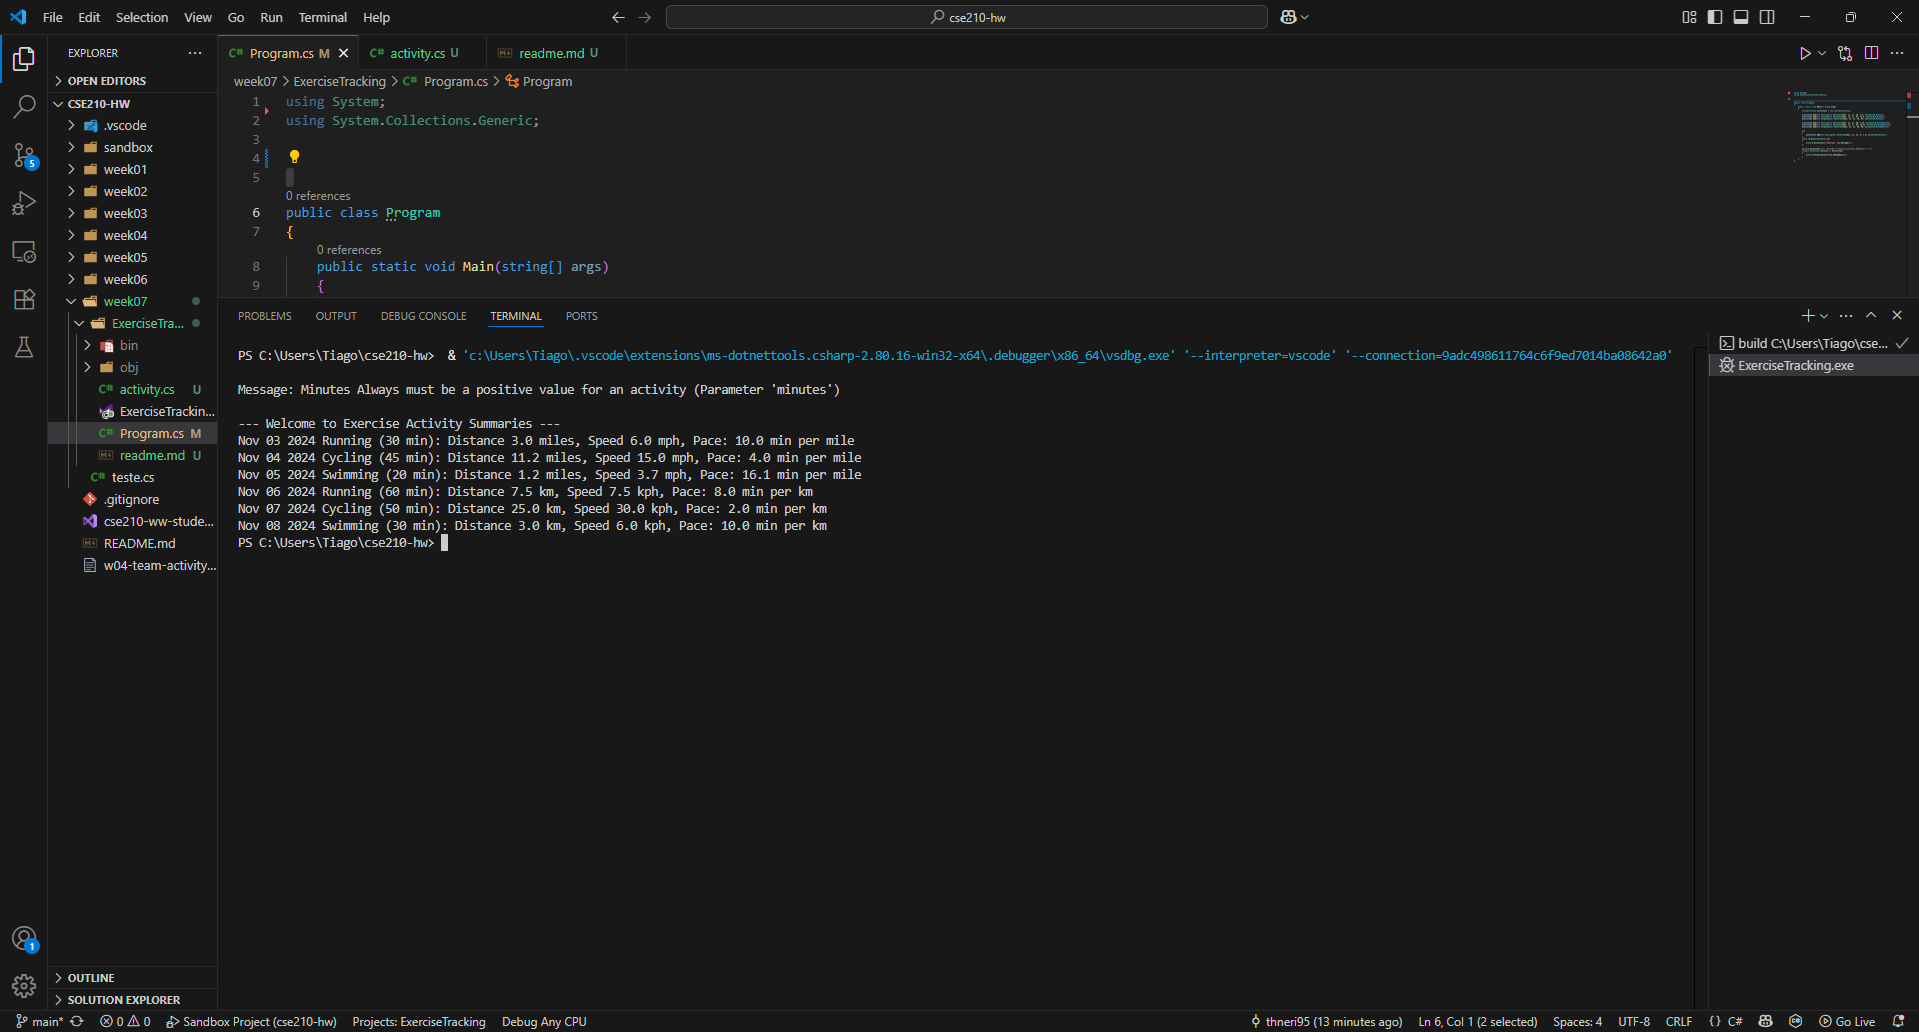 File Edit Selection View Go Run Terminal Help
cse210-hw
EXPLORER
OPEN EDITORS
CSE210-HW
.vscode
sandbox
week01
week02
week03
week04
week05
week06
week07
ExerciseTra...
bin
obj
activity.cs U
ExerciseTrackin...
Program.cs M
readme.md U
teste.cs
.gitignore
cse210-ww-stude...
README.md
w04-team-activity...
OUTLINE
SOLUTION EXPLORER
5
1
C# Program.cs M
C# activity.cs U
readme.md U
week07 > ExerciseTracking > C# Program.cs > Program
1 using System;
2 using System.Collections.Generic;
3
4
5
0 references
6 public class Program
7 {
0 references
8 public static void Main(string[] args)
9 {
PROBLEMS OUTPUT DEBUG CONSOLE TERMINAL PORTS
PS C:\Users\Tiago\cse210-hw> & 'c:\Users\Tiago\.vscode\extensions\ms-dotnettools.csharp-2.80.16-win32-x64\.debugger\x86_64\vsdbg.exe' '--interpreter=vscode' '--connection=9adc498611764c6f9ed7014ba08642a0'
Message: Minutes Always must be a positive value for an activity (Parameter 'minutes')
--- Welcome to Exercise Activity Summaries ---
Nov 03 2024 Running (30 min): Distance 3.0 miles, Speed 6.0 mph, Pace: 10.0 min per mile
Nov 04 2024 Cycling (45 min): Distance 11.2 miles, Speed 15.0 mph, Pace: 4.0 min per mile
Nov 05 2024 Swimming (20 min): Distance 1.2 miles, Speed 3.7 mph, Pace: 16.1 min per mile
Nov 06 2024 Running (60 min): Distance 7.5 km, Speed 7.5 kph, Pace: 8.0 min per km
Nov 07 2024 Cycling (50 min): Distance 25.0 km, Speed 30.0 kph, Pace: 2.0 min per km
Nov 08 2024 Swimming (30 min): Distance 3.0 km, Speed 6.0 kph, Pace: 10.0 min per km
PS C:\Users\Tiago\cse210-hw>
build C:\Users\Tiago\cse...
ExerciseTracking.exe
main* 0 0 Sandbox Project (cse210-hw) Projects: ExerciseTracking Debug Any CPU
thneri95 (13 minutes ago) Ln 6, Col 1 (2 selected) Spaces: 4 UTF-8 CRLF {} C# Go Live